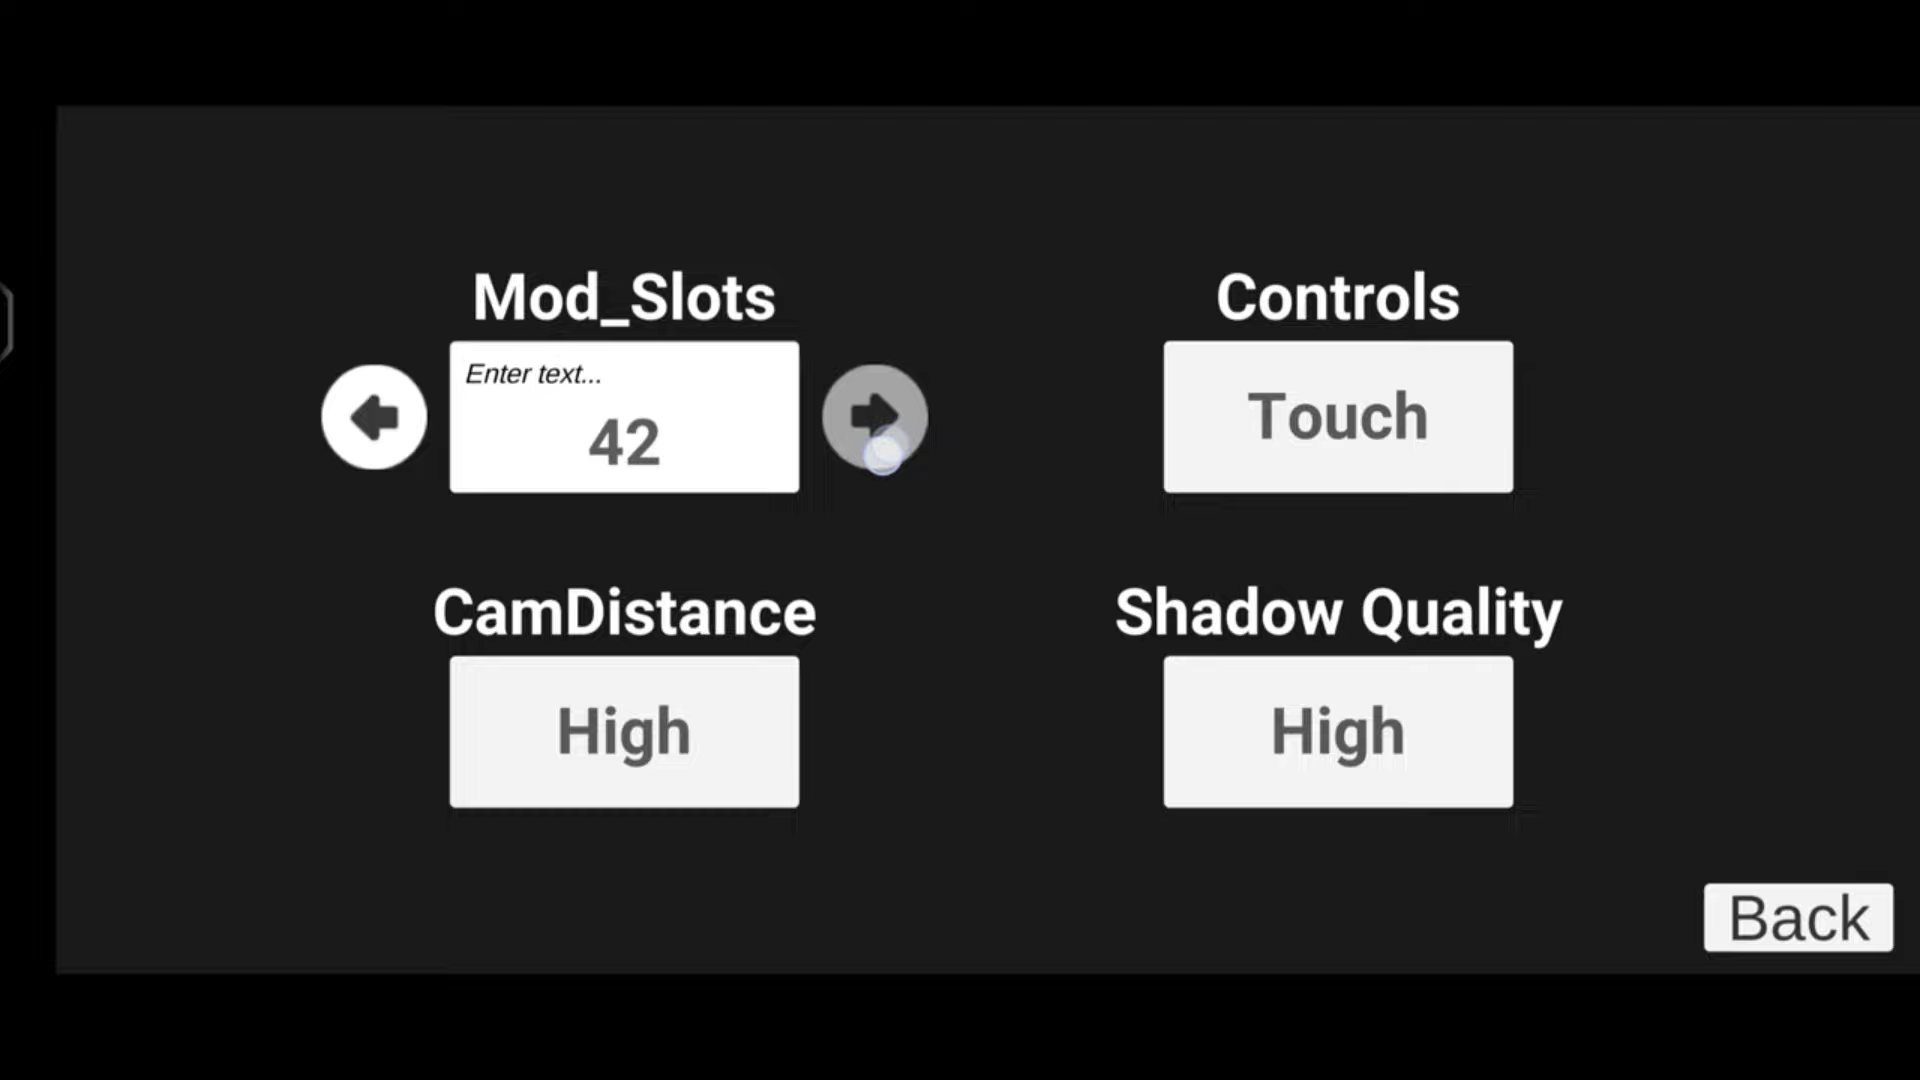 Mod_Slots
Enter text...
42
Controls
Touch
CamDistance
High
Shadow Quality
High
Back